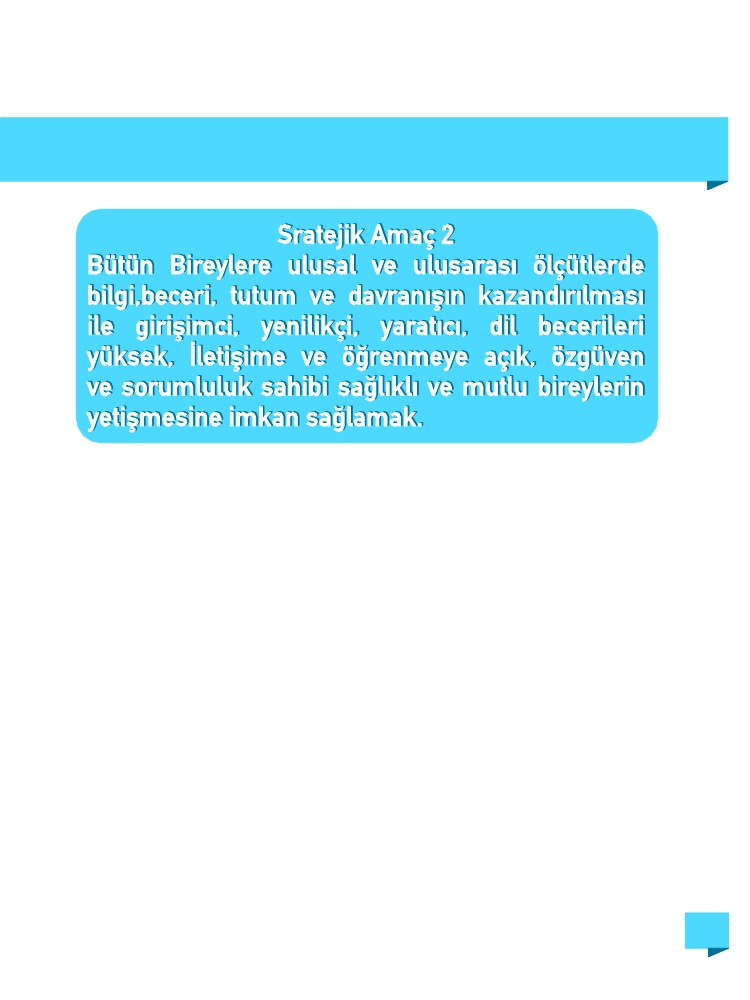 Sratejik Amaç 2
Bütün Bireylere ulusal ve ulusarası ölçütlerde
bilgi,beceri, tutum ve davranışın kazandırılması
ile girişimci, yenilikçi, yaratıcı, dil becerileri
yüksek, İletişime ve öğrenmeye açık, özgüven
ve sorumluluk sahibi sağlıklı ve mutlu bireylerin
yetişmesine imkan sağlamak.